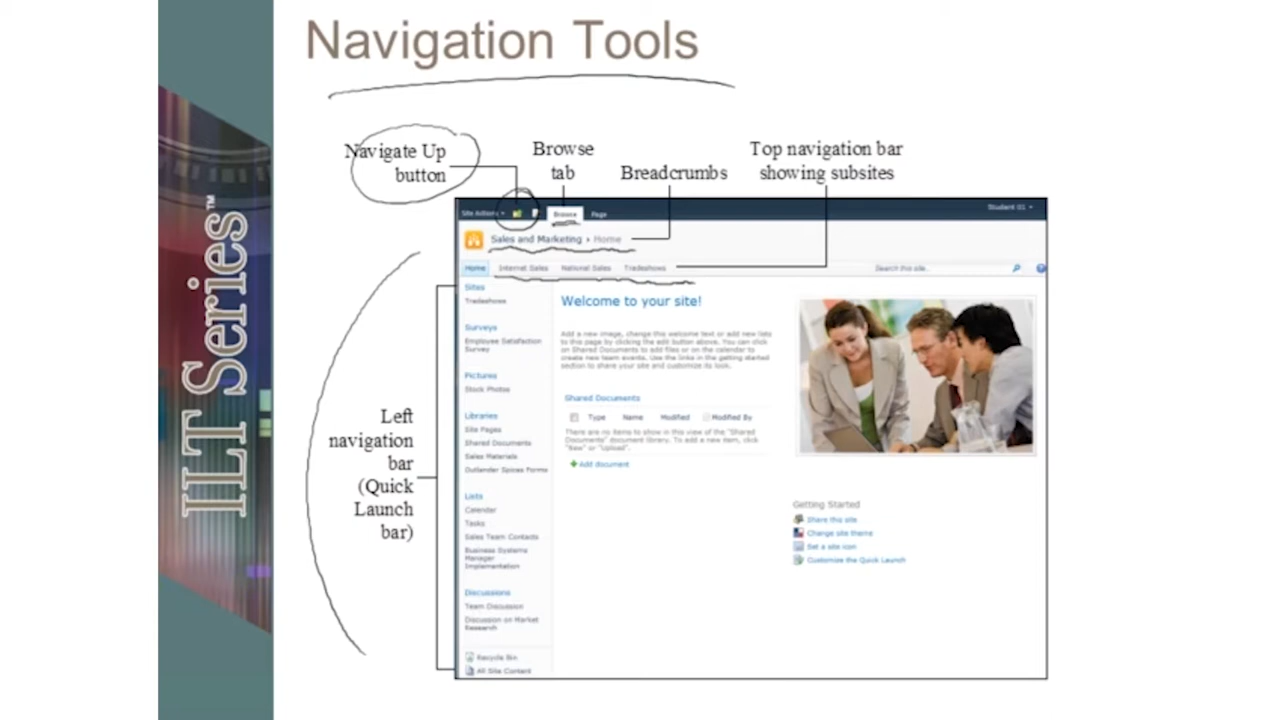 Navigation Tools
ILT Series™
Navigate Up
button
Browse
tab
Breadcrumbs
Top navigation bar
showing subsites
Site Actions
Browse
Page
Student 01
Sales and Marketing › Home
Home
Internet Sales
National Sales
Tradeshows
Search this site...
Left
navigation
bar
(Quick
Launch
bar)
Sites
Tradeshows
Surveys
Employee Satisfaction
Survey
Pictures
Stock Photos
Libraries
Site Pages
Shared Documents
Sales Materials
Outlander Spices Forms
Lists
Calendar
Tasks
Sales Team Contacts
Business Systems
Manager
Implementation
Discussions
Team Discussion
Discussion on Market
Research
Recycle Bin
All Site Content
Welcome to your site!
Add a new image, change this welcome text or add new lists
to this page by clicking the edit button above. You can click
on Shared Documents to add files or on the calendar to
create new team events. Use the links in the getting started
section to share your site and customize its look.
Shared Documents
Type Name Modified Modified By
There are no items to show in this view of the "Shared
Documents" document library. To add a new item, click
"New" or "Upload".
Add document
Getting Started
Share this site
Change site theme
Set a site icon
Customize the Quick Launch